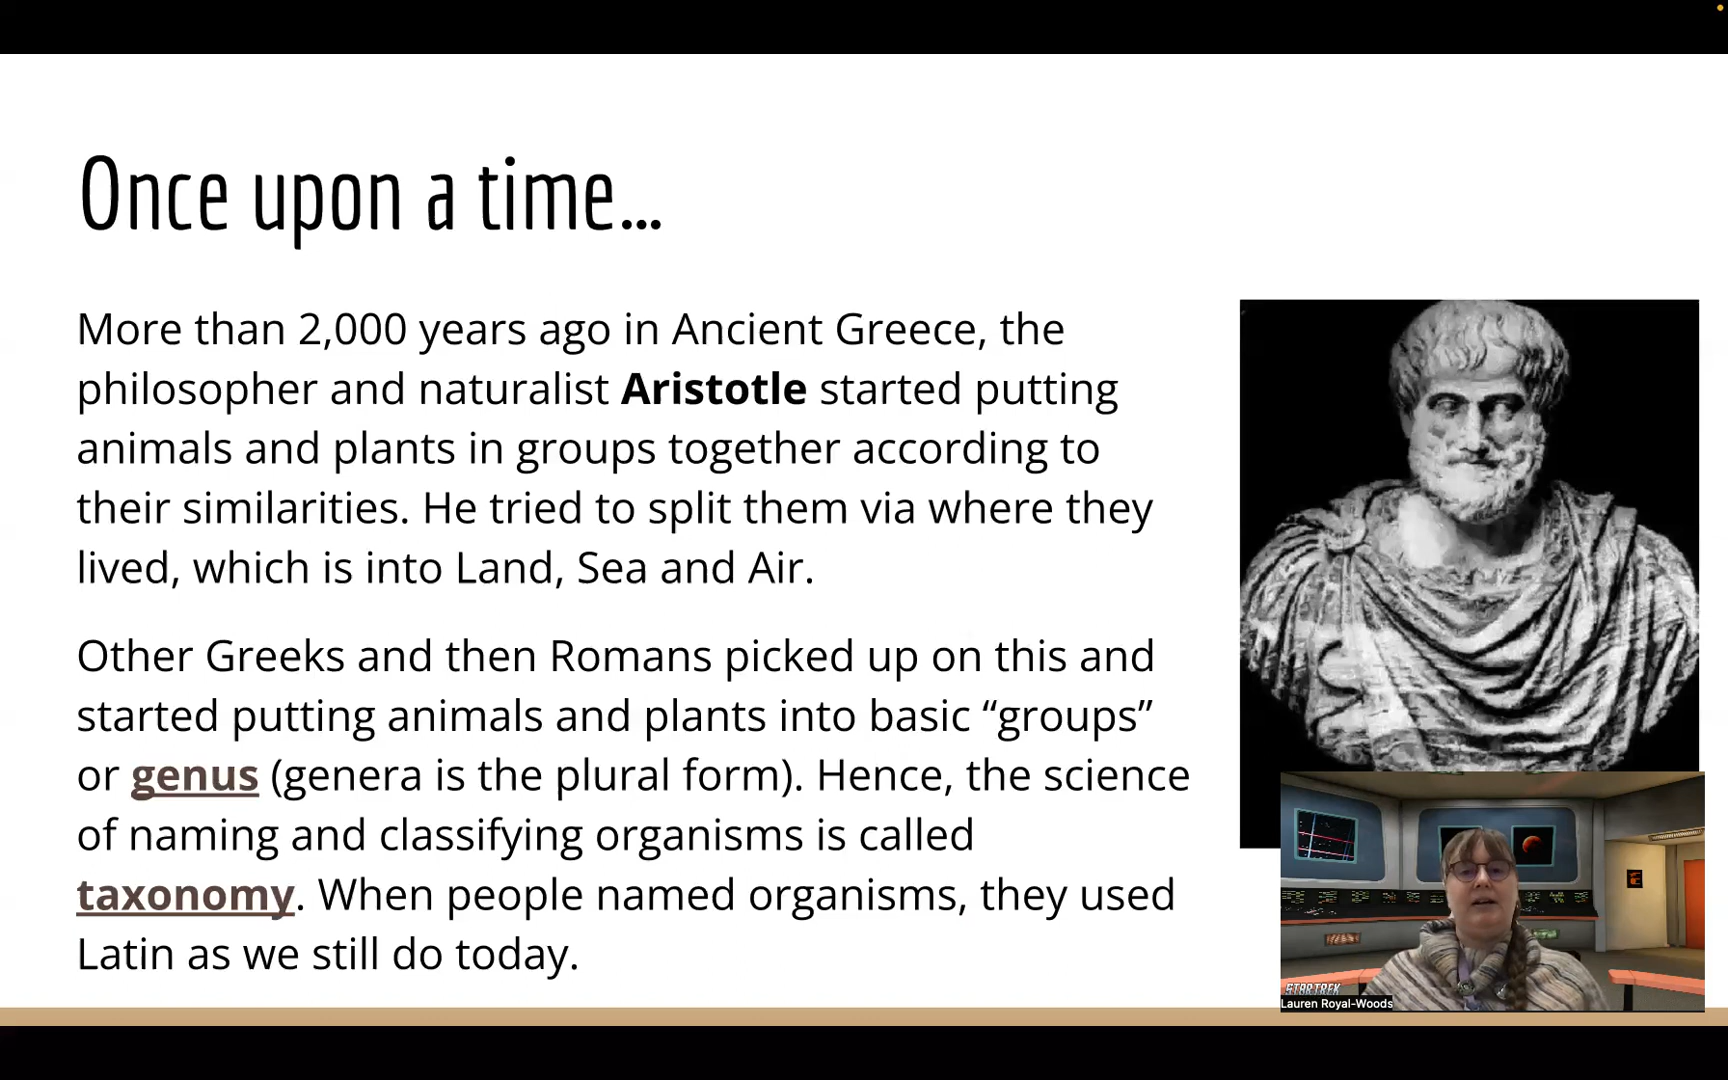 Once upon a time...
More than 2,000 years ago in Ancient Greece, the
philosopher and naturalist Aristotle started putting
animals and plants in groups together according to
their similarities. He tried to split them via where they
lived, which is into Land, Sea and Air.
Other Greeks and then Romans picked up on this and
started putting animals and plants into basic “groups”
or genus (genera is the plural form). Hence, the science
of naming and classifying organisms is called
taxonomy. When people named organisms, they used
Latin as we still do today.
STAR TREK
Lauren Royal-Woods